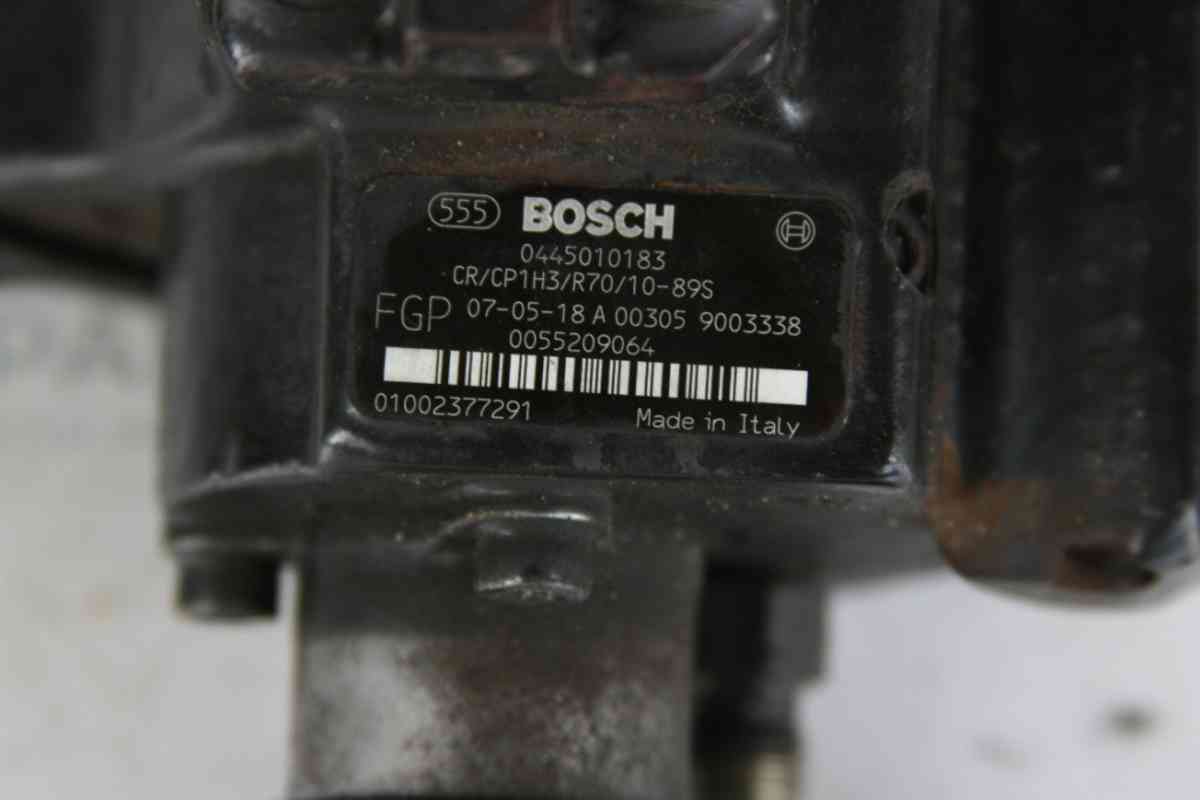 555 BOSCH
0445010183
CR/CP1H3/R70/10-89S
FGP 07-05-18 A 00305 9003338
0055209064
01002377291 Made in Italy